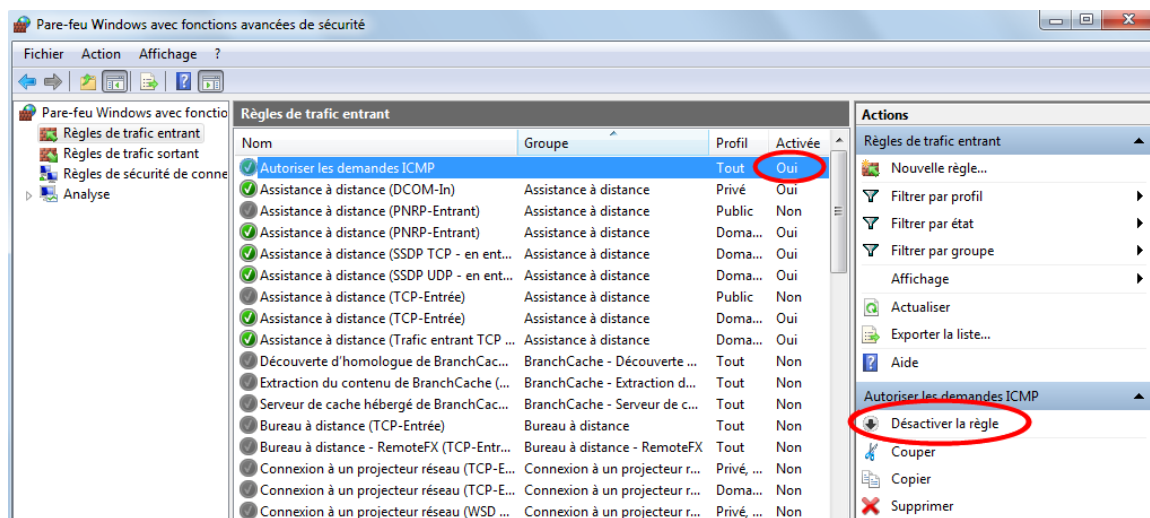 Pare-feu Windows avec fonctions avancées de sécurité
Fichier Action Affichage ?
Pare-feu Windows avec fonctio
Règles de trafic entrant
Règles de trafic sortant
Règles de sécurité de conne
Analyse
Règles de trafic entrant
Nom Groupe Profil Activée
Autoriser les demandes ICMP Tout Oui
Assistance à distance (DCOM-In) Assistance à distance Privé Oui
Assistance à distance (PNRP-Entrant) Assistance à distance Public Non
Assistance à distance (PNRP-Entrant) Assistance à distance Doma... Oui
Assistance à distance (SSDP TCP - en ent... Assistance à distance Doma... Oui
Assistance à distance (SSDP UDP - en ent... Assistance à distance Doma... Oui
Assistance à distance (TCP-Entrée) Assistance à distance Public Non
Assistance à distance (TCP-Entrée) Assistance à distance Doma... Oui
Assistance à distance (Trafic entrant TCP ... Assistance à distance Doma... Oui
Découverte d'homologue de BranchCac... BranchCache - Découverte ... Tout Non
Extraction du contenu de BranchCache (... BranchCache - Extraction d... Tout Non
Serveur de cache hébergé de BranchCac... BranchCache - Serveur de c... Tout Non
Bureau à distance (TCP-Entrée) Bureau à distance Tout Non
Bureau à distance - RemoteFX (TCP-Entr... Bureau à distance - RemoteFX Tout Non
Connexion à un projecteur réseau (TCP-E... Connexion à un projecteur r... Privé, ... Non
Connexion à un projecteur réseau (TCP-E... Connexion à un projecteur r... Doma... Non
Connexion à un projecteur réseau (WSD ... Connexion à un projecteur r... Privé, ... Non
Actions
Règles de trafic entrant
Nouvelle règle...
Filtrer par profil
Filtrer par état
Filtrer par groupe
Affichage
Actualiser
Exporter la liste...
Aide
Autoriser les demandes ICMP
Désactiver la règle
Couper
Copier
Supprimer